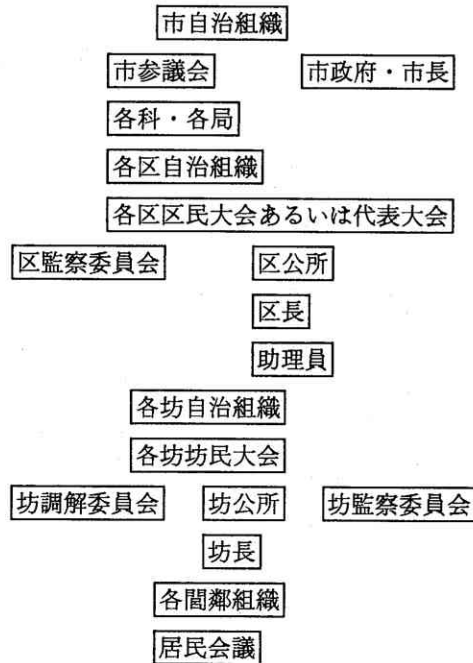 市自治組織
市参議会 市政府・市長
各科・各局
各区自治組織
各区区民大会あるいは代表大会
区監察委員会 区公所
区長
助理員
各坊自治組織
各坊坊民大会
坊調解委員会 坊公所 坊監察委員会
坊長
各閭鄰組織
居民会議